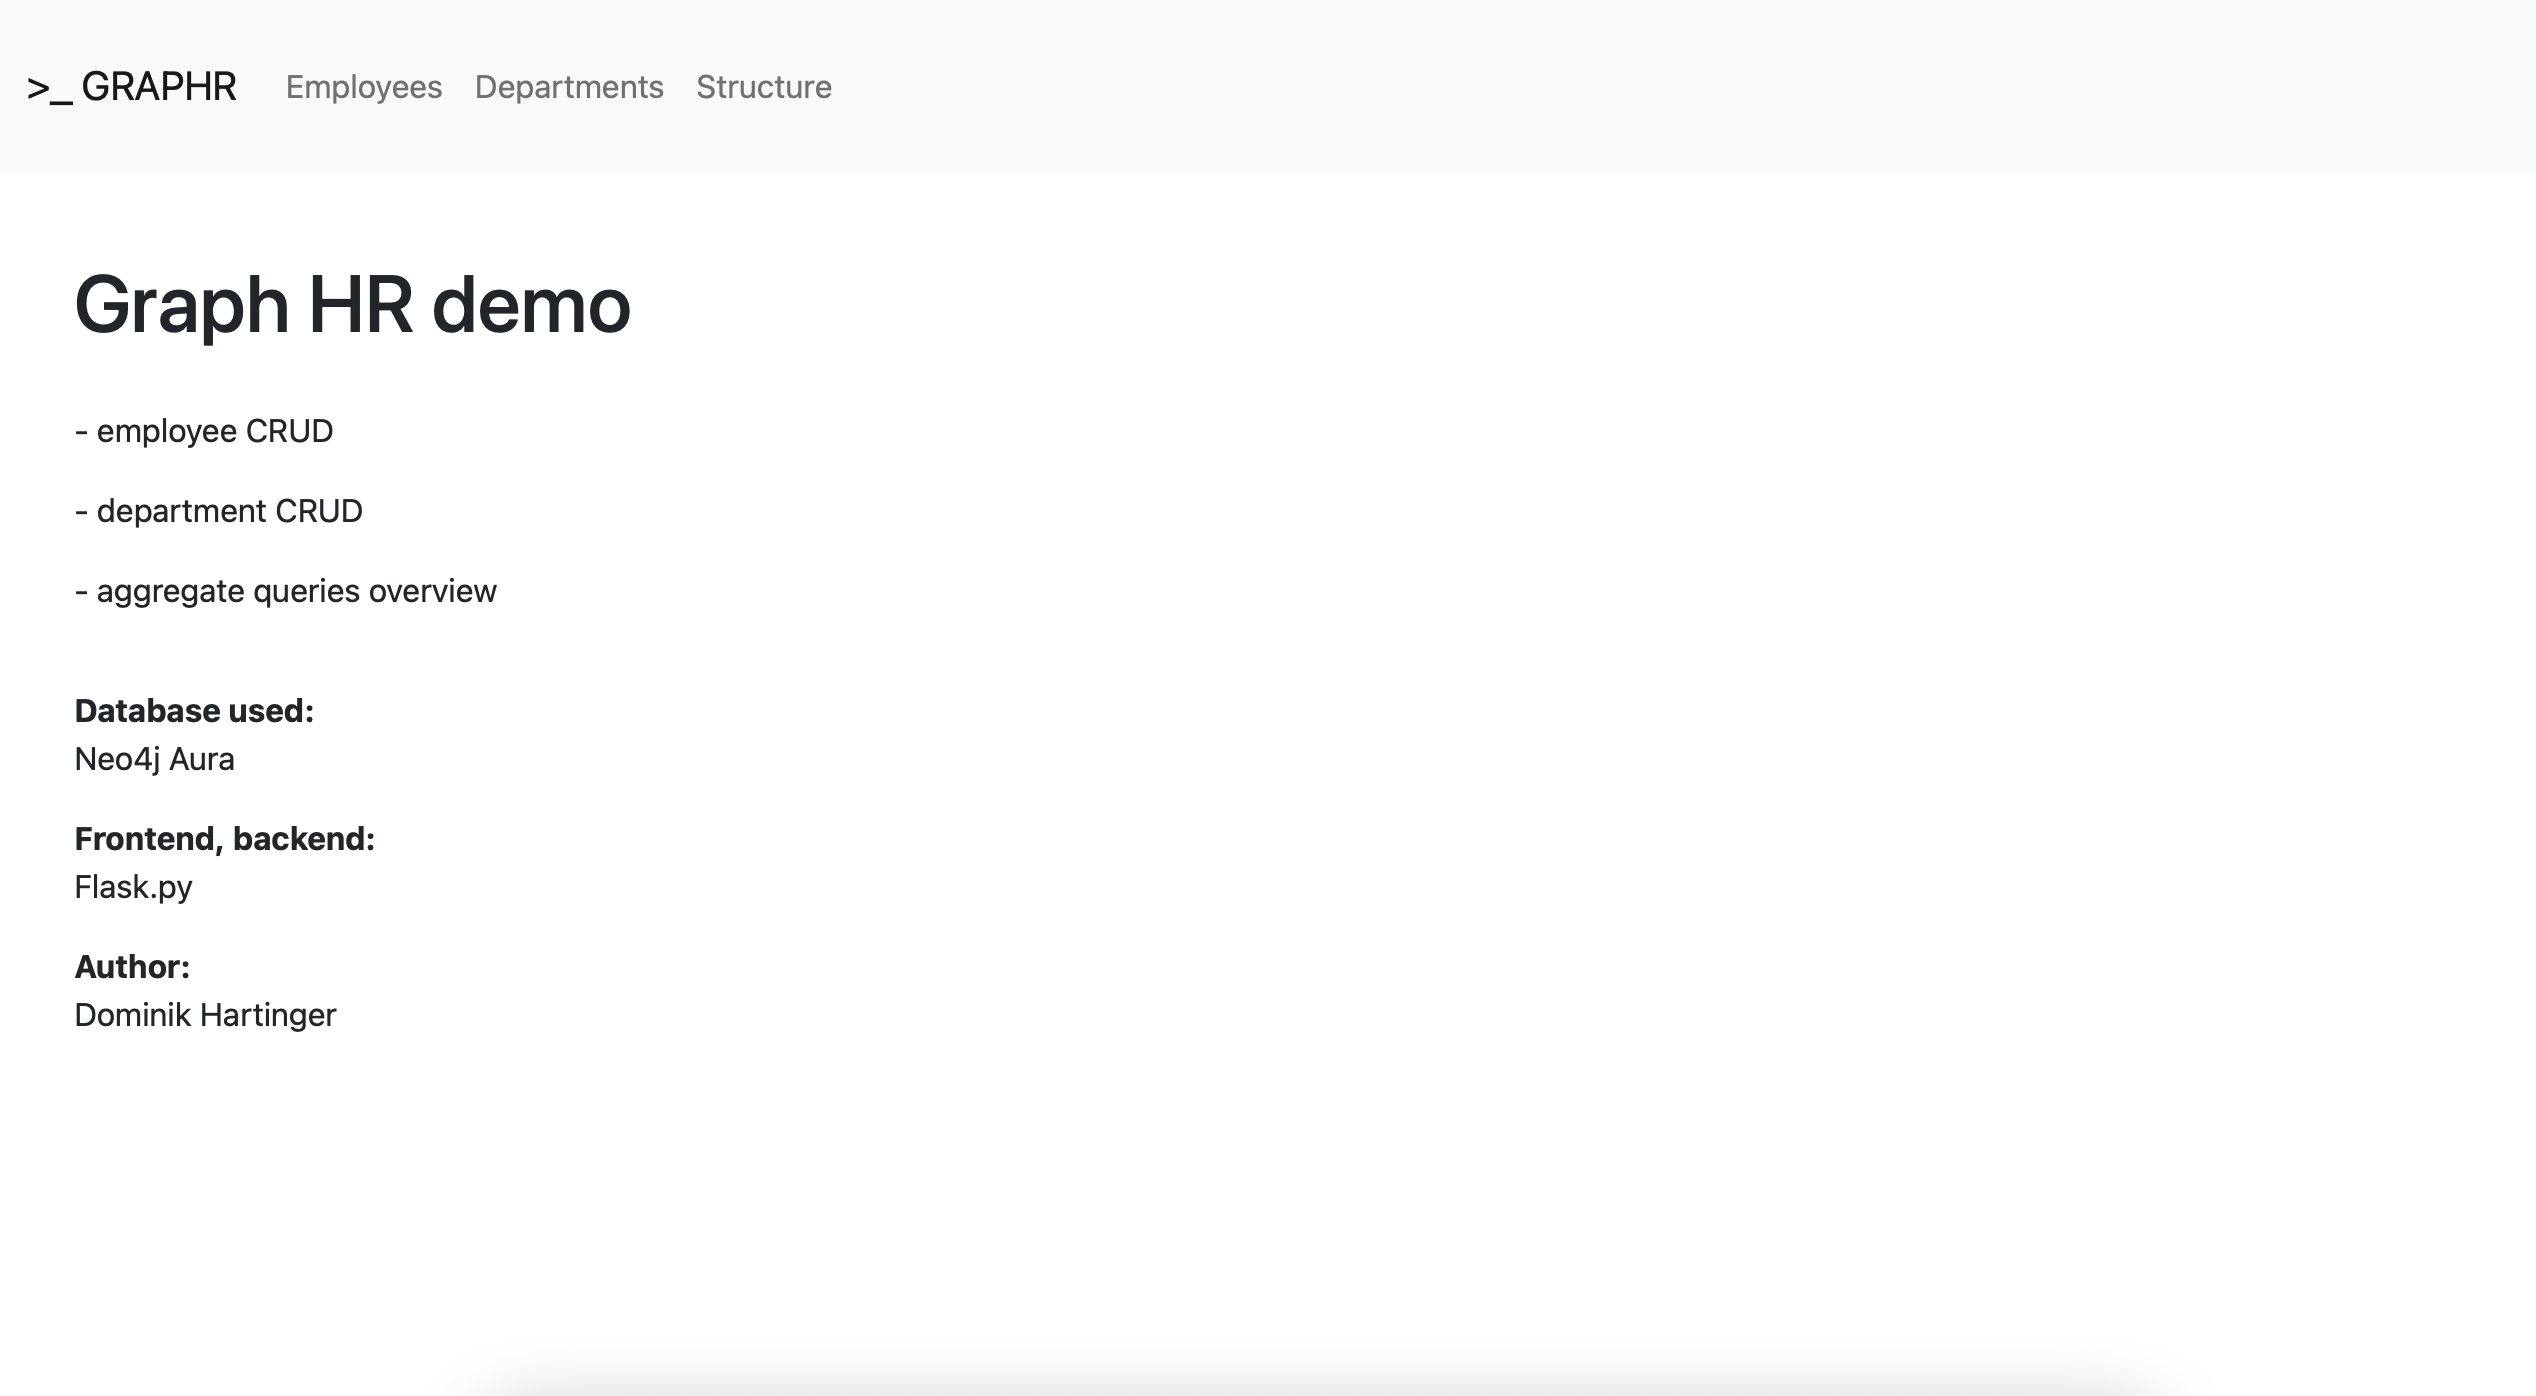 >_ GRAPHR Employees Departments Structure
Graph HR demo
- employee CRUD
- department CRUD
- aggregate queries overview
Database used:
Neo4j Aura
Frontend, backend:
Flask.py
Author:
Dominik Hartinger